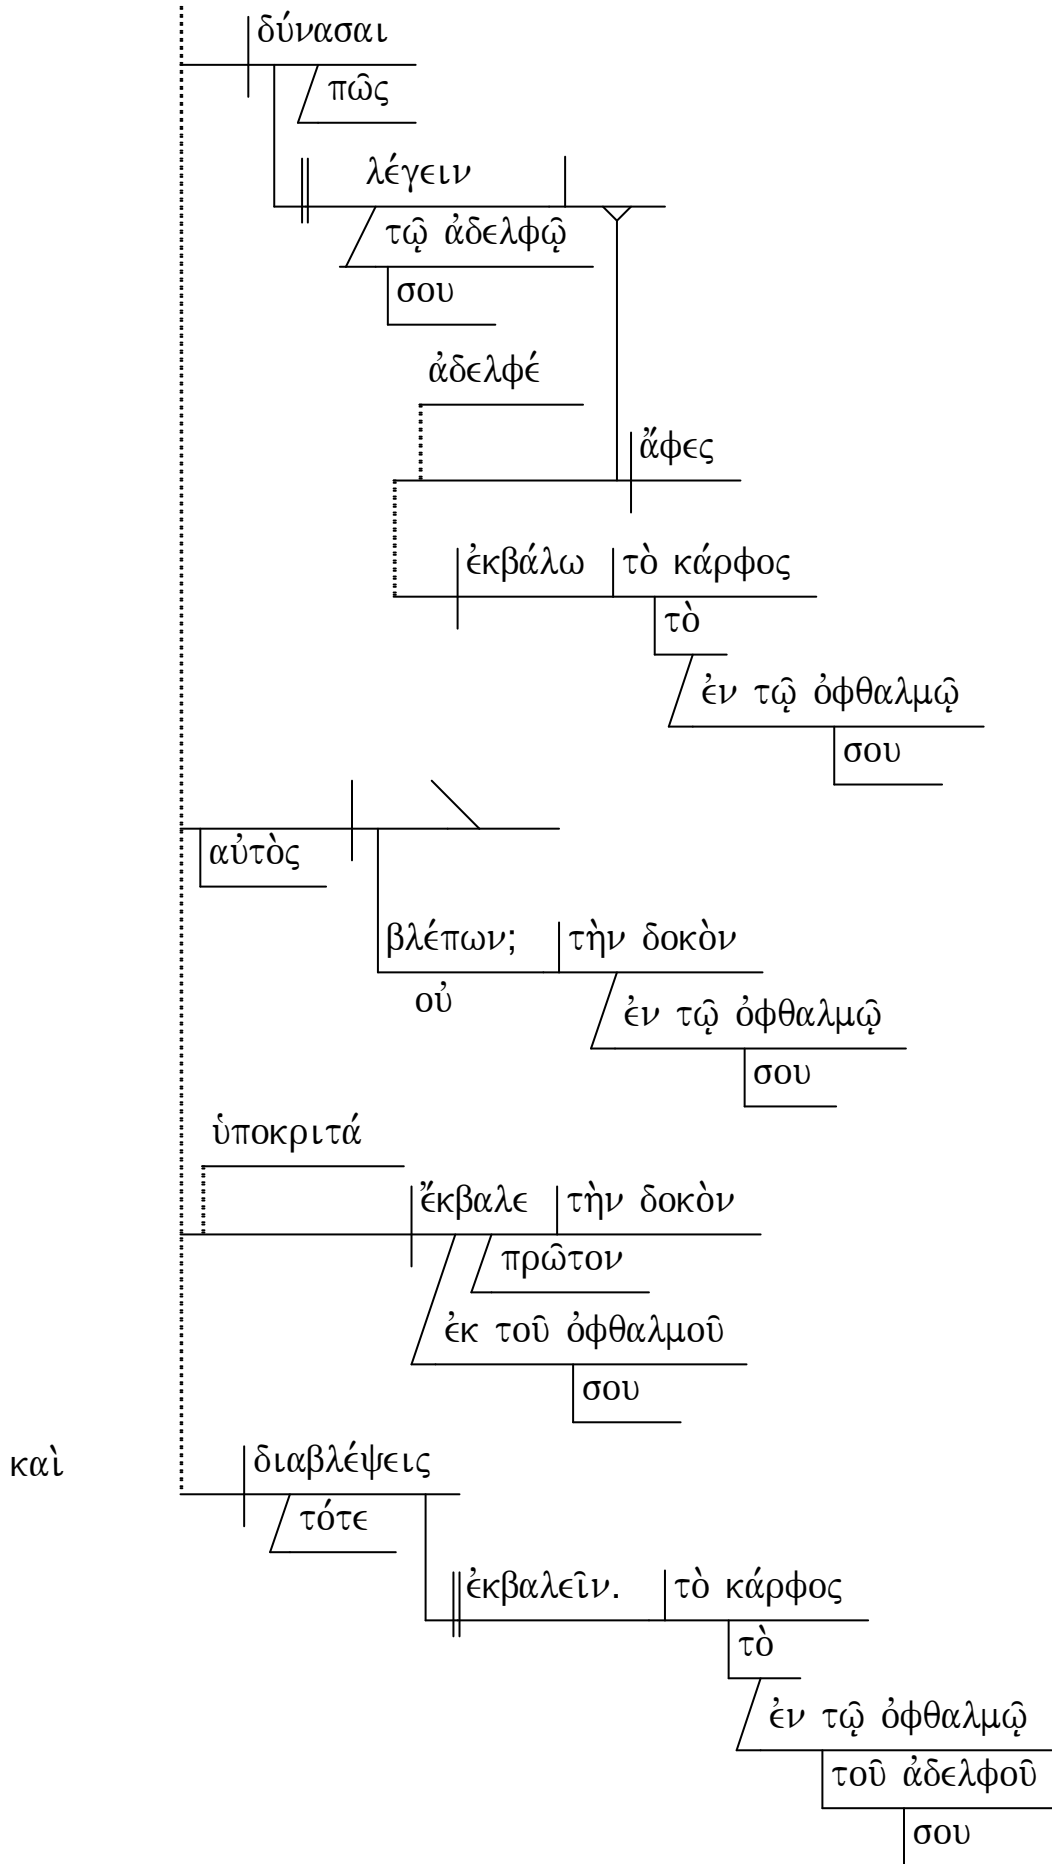 δύνασαι
πῶς
λέγειν
τῷ ἀδελφῷ
σου
ἀδελφέ
ἄφες
ἐκβάλω τὸ κάρφος
τὸ
ἐν τῷ ὀφθαλμῷ
σου
αὐτὸς
βλέπων; τὴν δοκὸν
οὐ
ἐν τῷ ὀφθαλμῷ
σου
ὑποκριτά
ἔκβαλε τὴν δοκὸν
πρῶτον
ἐκ τοῦ ὀφθαλμοῦ
σου
καὶ διαβλέψεις
τότε
ἐκβαλεῖν. τὸ κάρφος
τὸ
ἐν τῷ ὀφθαλμῷ
τοῦ ἀδελφοῦ
σου